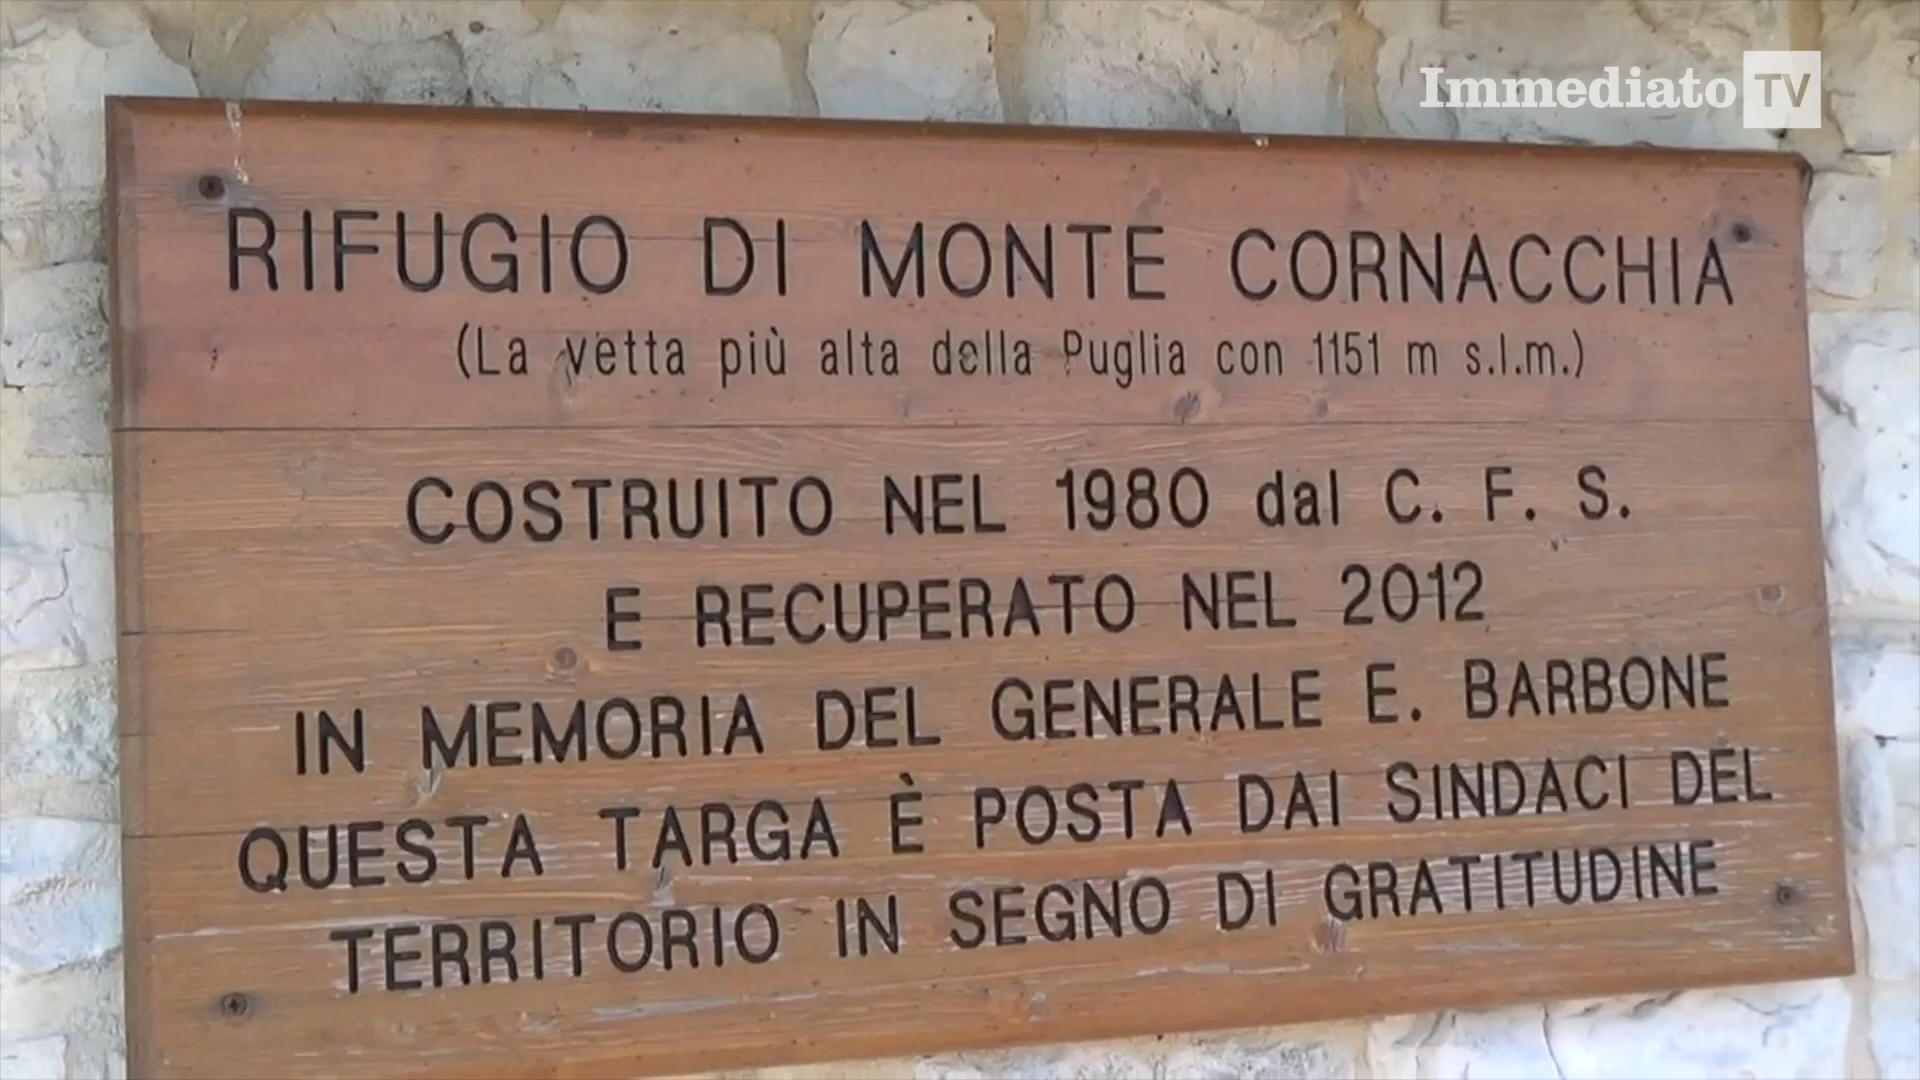 Immediato TV
RIFUGIO DI MONTE CORNACCHIA
(La vetta più alta della Puglia con 1151 m s.l.m.)
COSTRUITO NEL 1980 dal C. F. S.
E RECUPERATO NEL 2012
IN MEMORIA DEL GENERALE E. BARBONE
QUESTA TARGA È POSTA DAI SINDACI DEL
TERRITORIO IN SEGNO DI GRATITUDINE